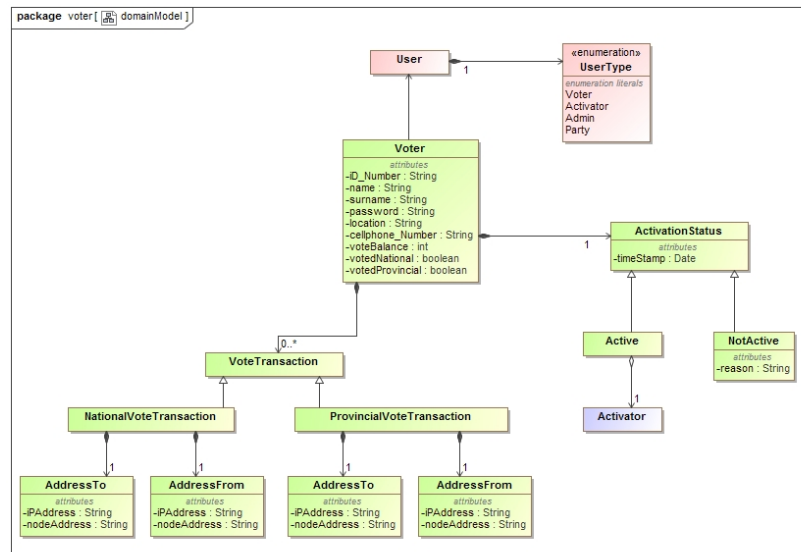 package voter [ domainModel ]
User
1
«enumeration»
UserType
enumeration literals
Voter
Activator
Admin
Party
Voter
attributes
-iD_Number : String
-name : String
-surname : String
-password : String
-location : String
-cellphone_Number : String
-voteBalance : int
-votedNational : boolean
-votedProvincial : boolean
1
ActivationStatus
attributes
-timeStamp : Date
0..*
VoteTransaction
Active
NotActive
attributes
-reason : String
1
Activator
NationalVoteTransaction
ProvincialVoteTransaction
1
1
1
1
AddressTo
attributes
-iPAddress : String
-nodeAddress : String
AddressFrom
attributes
-iPAddress : String
-nodeAddress : String
AddressTo
attributes
-iPAddress : String
-nodeAddress : String
AddressFrom
attributes
-iPAddress : String
-nodeAddress : String